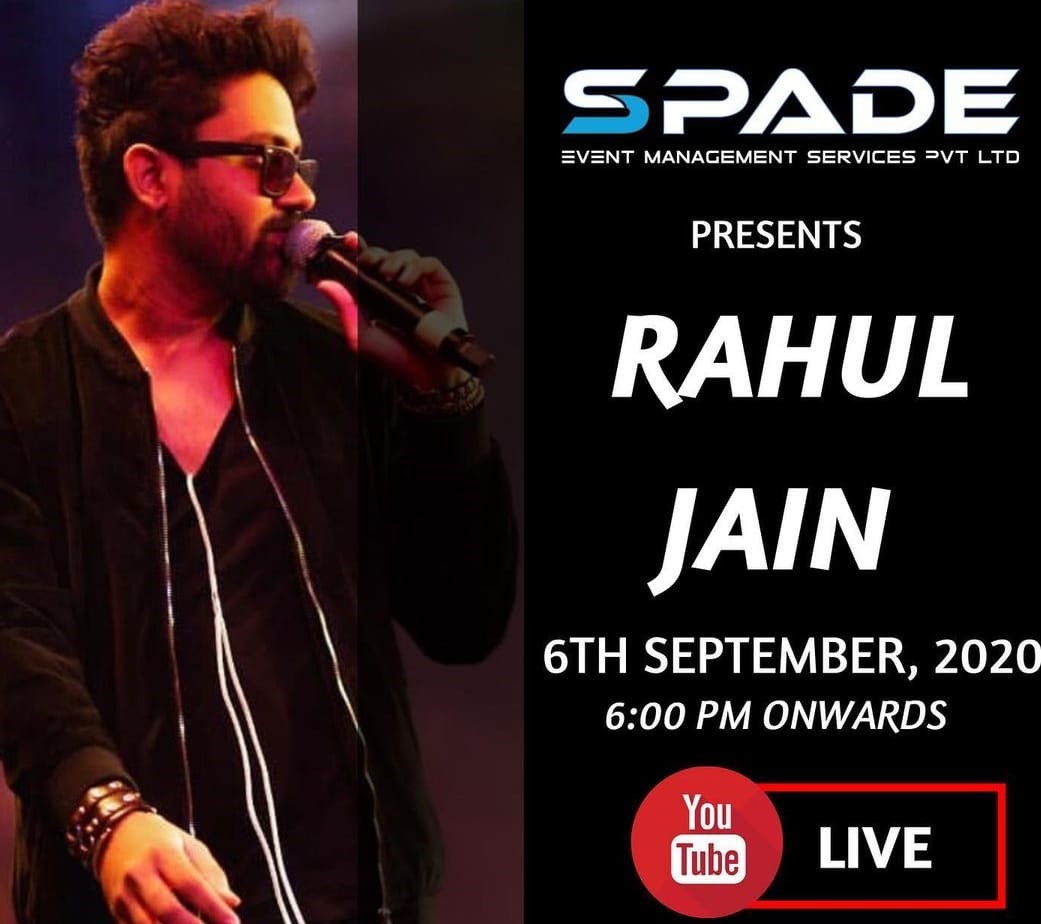 SPADE
EVENT MANAGEMENT SERVICES PVT LTD
PRESENTS
RAHUL
JAIN
6TH SEPTEMBER, 2020
6:00 PM ONWARDS
You
Tube
LIVE